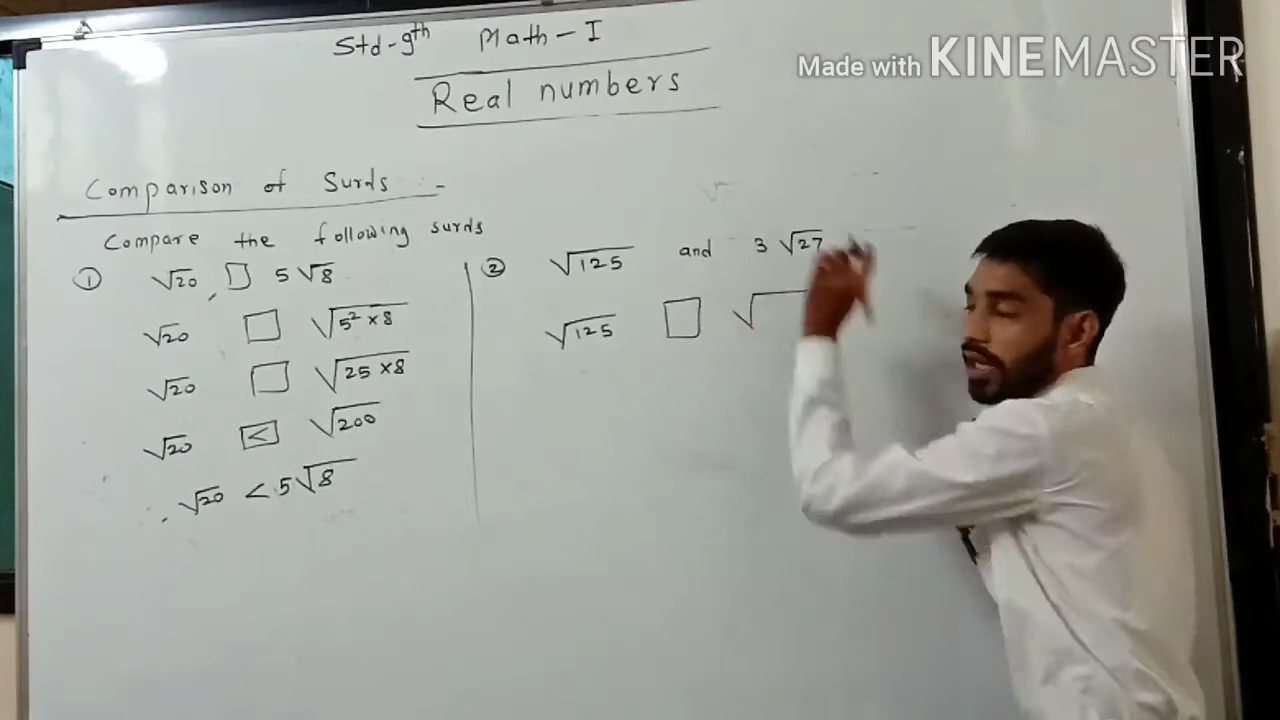 Std-9th Math-I
Made with KINEMASTER
Real numbers
Comparison of Surds :-
Compare the following surds
① √20 □ 5√8
√20 □ √5² × 8
√20 □ √25 × 8
√20 < √200
∴ √20 < 5√8
② √125 and 3√27
√125 □ √